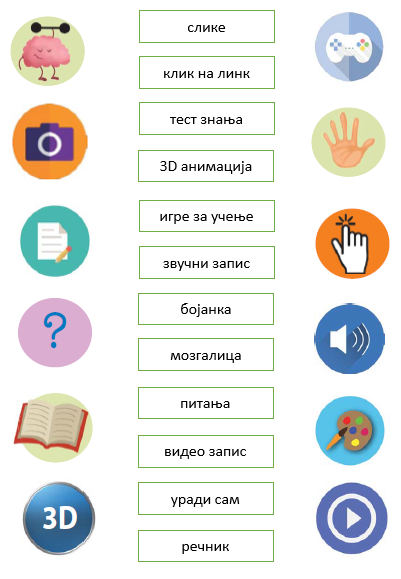 слике
клик на линк
тест знања
3D анимација
игре за учење
звучни запис
бојанка
мозгалица
питања
видео запис
уради сам
речник
?
3D